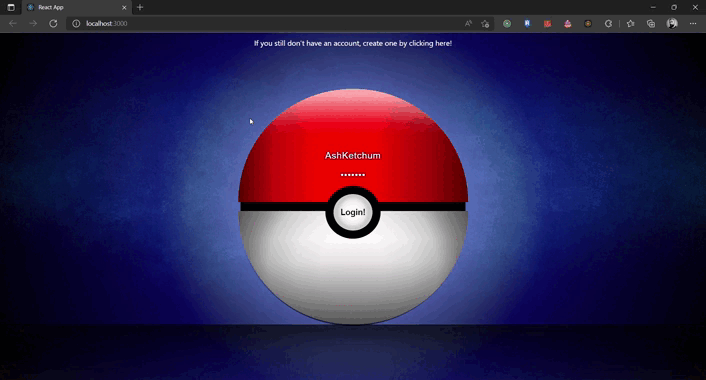 React App
localhost:3000
If you still don't have an account, create one by clicking here!
AshKetchum
•••••••
Login!